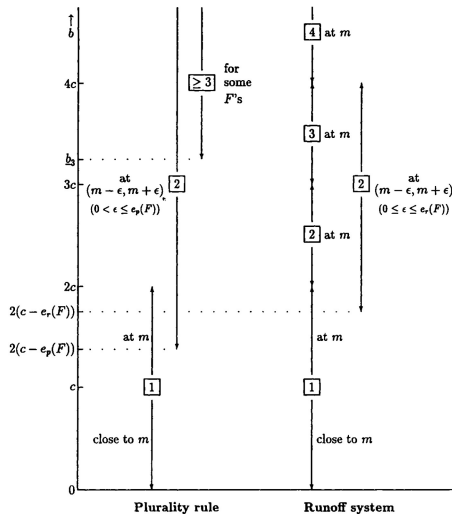 ↑
b
4 at m
4c
≥ 3 for
some
F's
3 at m
b3
3c
at
(m − ϵ, m + ϵ)
(0 < ϵ ≤ ep(F))
2
2
at
(m − ϵ, m + ϵ)
(0 ≤ ϵ ≤ er(F))
2 at m
2c
2(c − er(F))
at m
at m
2(c − ep(F))
c
1
1
close to m
close to m
0
Plurality rule
Runoff system